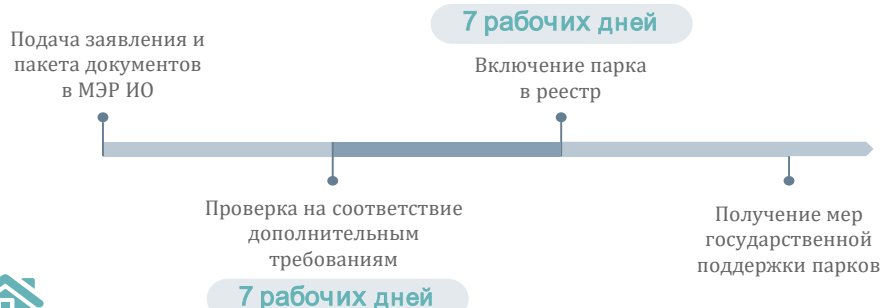 Подача заявления и
пакета документов
в МЭР ИО
7 рабочих дней
Включение парка
в реестр
Проверка на соответствие
дополнительным
требованиям
7 рабочих дней
Получение мер
государственной
поддержки парков